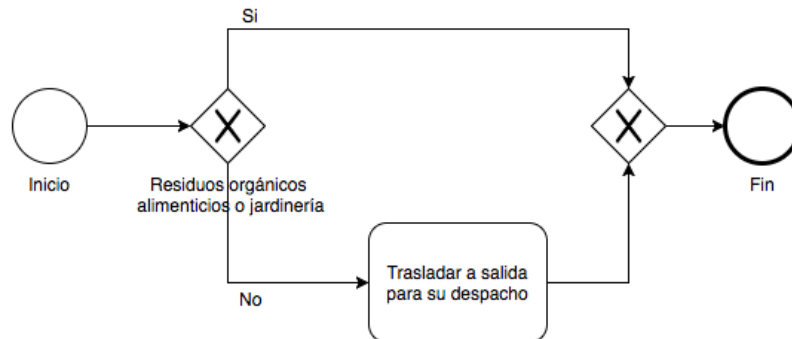 Si
Inicio
Residuos orgánicos
alimenticios o jardinería
Fin
Trasladar a salida
para su despacho
No